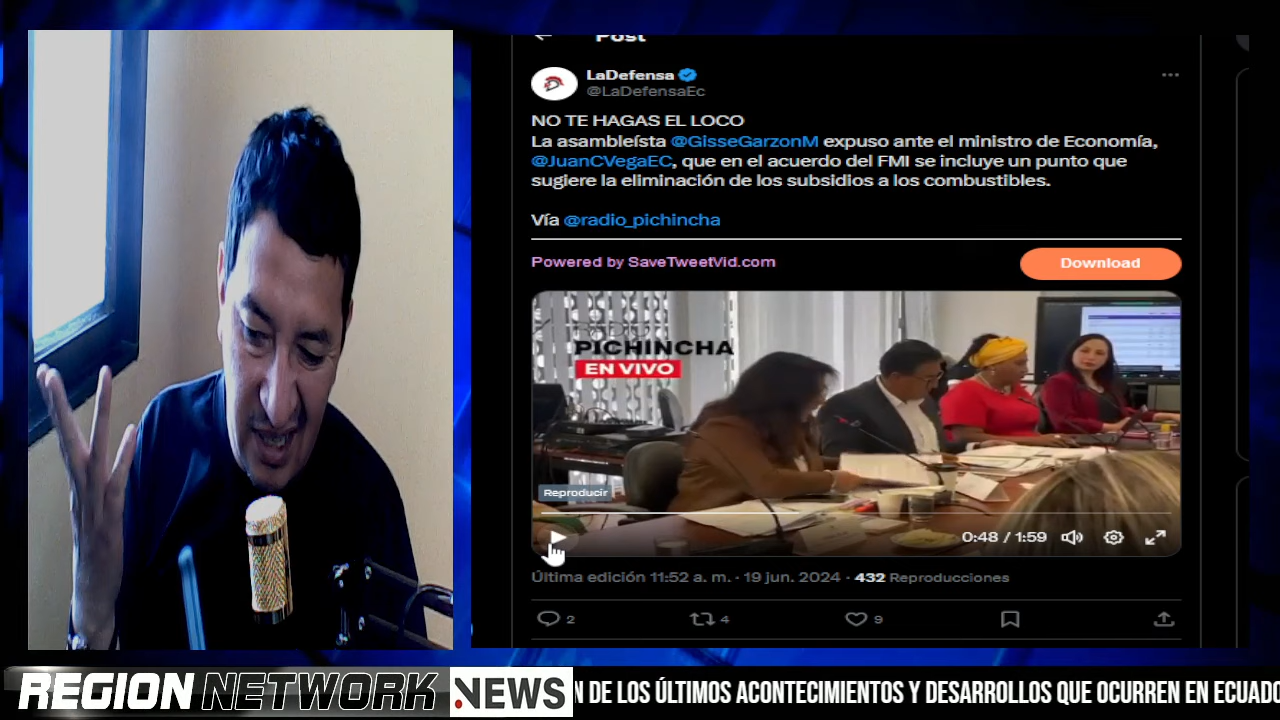 Post
LaDefensa
@LaDefensaEc
NO TE HAGAS EL LOCO
La asambleísta @GisseGarzonM expuso ante el ministro de Economía,
@JuanCVegaEC, que en el acuerdo del FMI se incluye un punto que
sugiere la eliminación de los subsidios a los combustibles.
Vía @radio_pichincha
Powered by SaveTweetVid.com
Download
PICHINCHA
EN VIVO
Reproducir
0:48 / 1:59
Última edición 11:52 a. m. · 19 jun. 2024 · 432 Reproducciones
2
4
9
REGION NETWORK .NEWS
N DE LOS ÚLTIMOS ACONTECIMIENTOS Y DESARROLLOS QUE OCURREN EN ECUADO